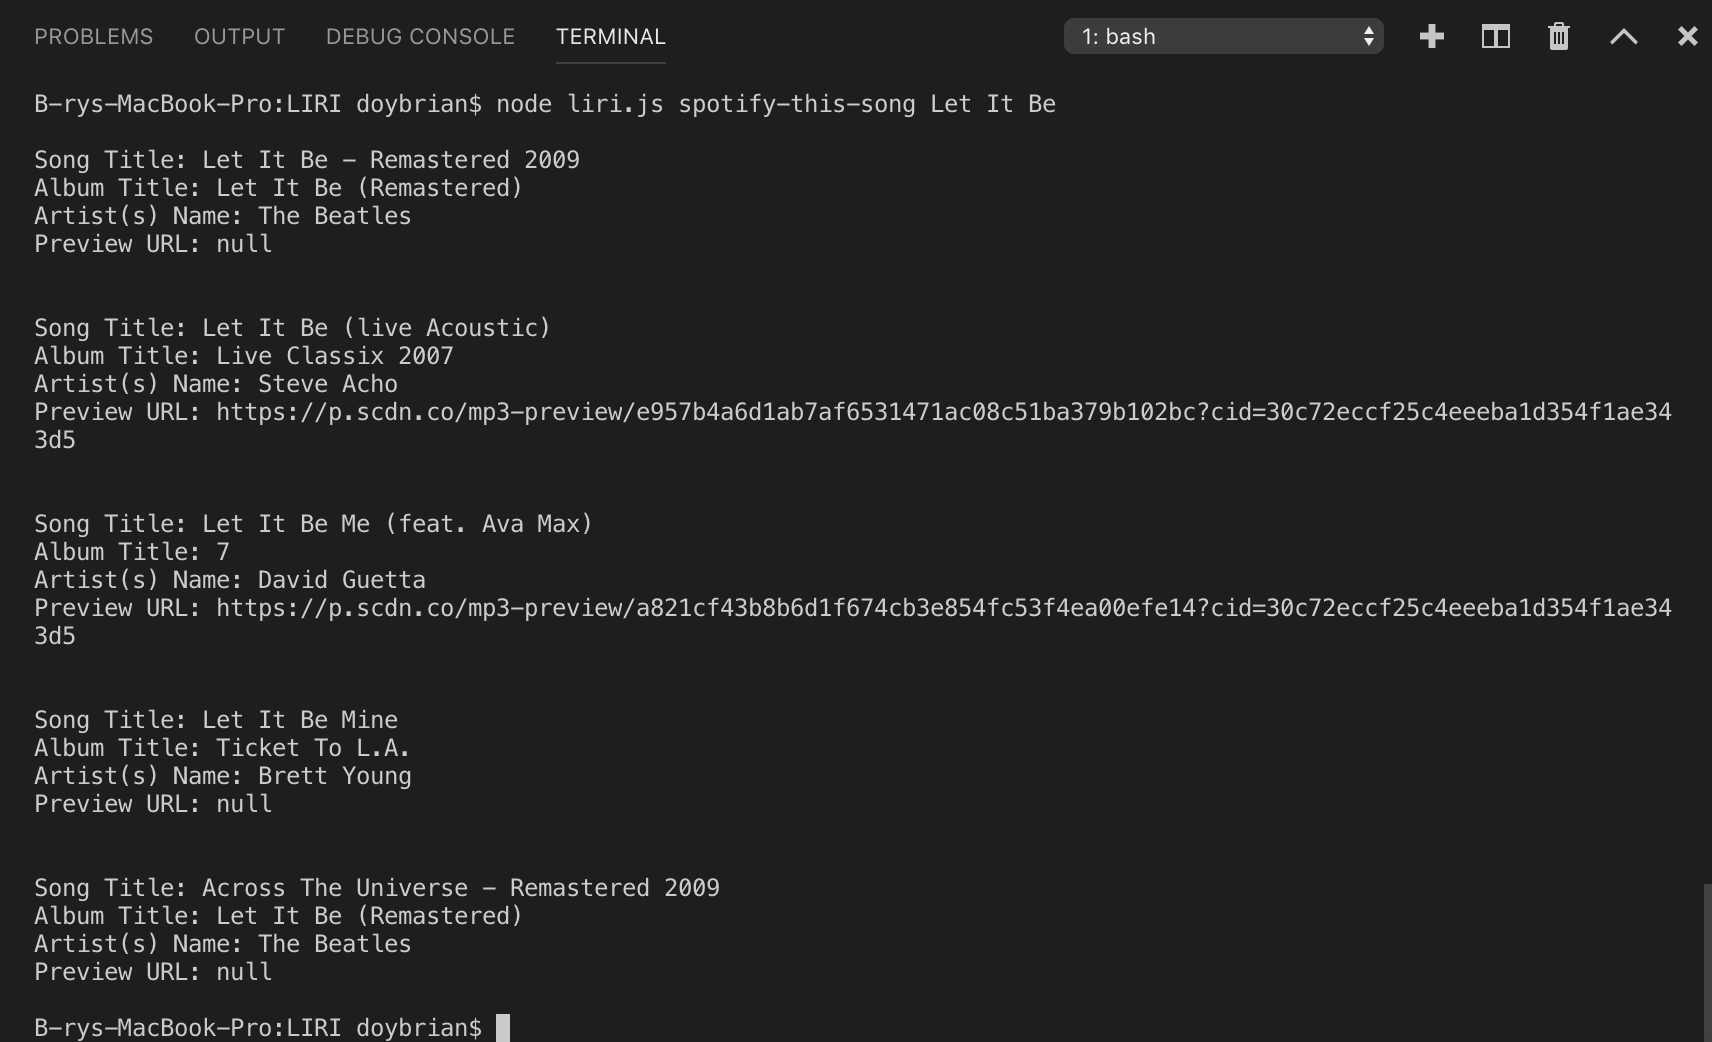 PROBLEMS OUTPUT DEBUG CONSOLE TERMINAL 1: bash
B-rys-MacBook-Pro:LIRI doybrian$ node liri.js spotify-this-song Let It Be
Song Title: Let It Be - Remastered 2009
Album Title: Let It Be (Remastered)
Artist(s) Name: The Beatles
Preview URL: null
Song Title: Let It Be (live Acoustic)
Album Title: Live Classix 2007
Artist(s) Name: Steve Acho
Preview URL: https://p.scdn.co/mp3-preview/e957b4a6d1ab7af6531471ac08c51ba379b102bc?cid=30c72eccf25c4eeeba1d354f1ae34
3d5
Song Title: Let It Be Me (feat. Ava Max)
Album Title: 7
Artist(s) Name: David Guetta
Preview URL: https://p.scdn.co/mp3-preview/a821cf43b8b6d1f674cb3e854fc53f4ea00efe14?cid=30c72eccf25c4eeeba1d354f1ae34
3d5
Song Title: Let It Be Mine
Album Title: Ticket To L.A.
Artist(s) Name: Brett Young
Preview URL: null
Song Title: Across The Universe - Remastered 2009
Album Title: Let It Be (Remastered)
Artist(s) Name: The Beatles
Preview URL: null
B-rys-MacBook-Pro:LIRI doybrian$